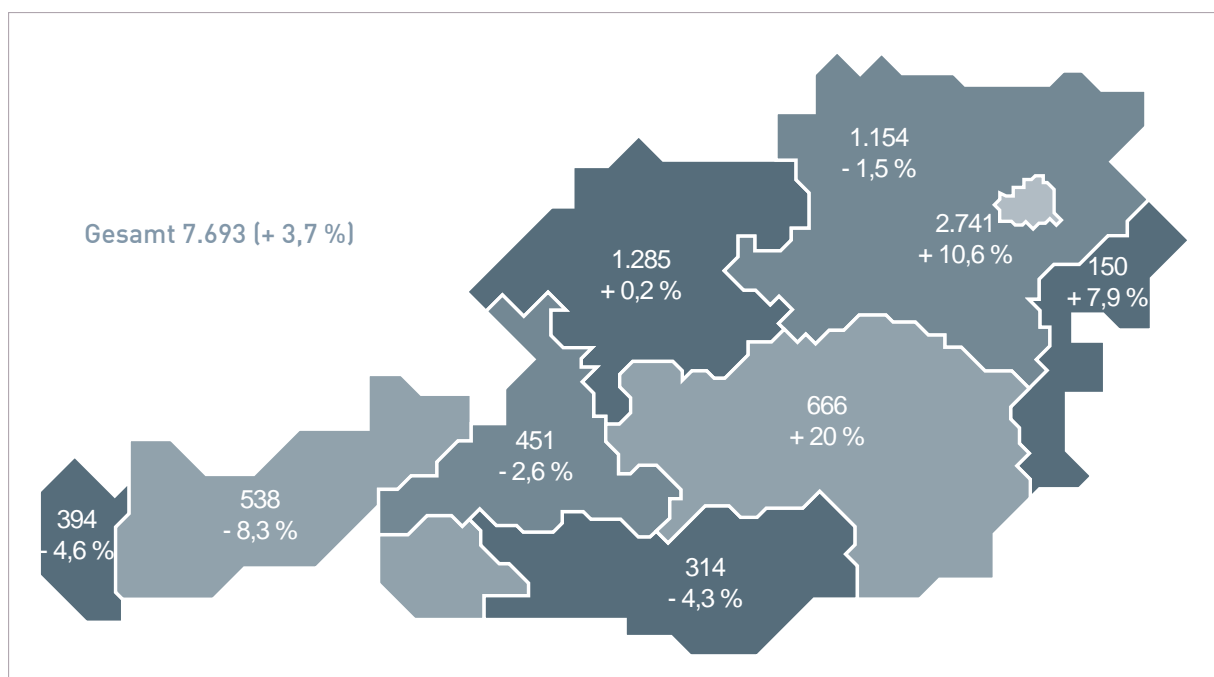 1.154
- 1,5 %
Gesamt 7.693 (+ 3,7 %)
2.741
+ 10,6 %
1.285
+ 0,2 %
150
+ 7,9 %
666
+ 20 %
451
- 2,6 %
538
- 8,3 %
394
- 4,6 %
314
- 4,3 %